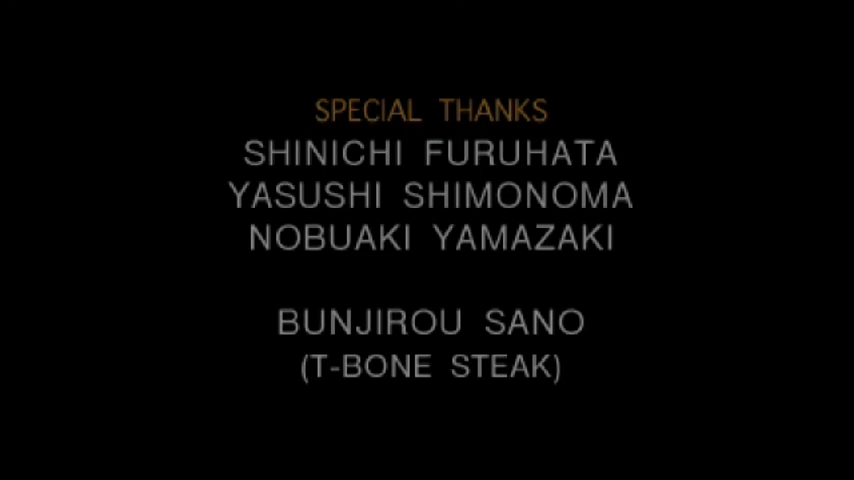 SPECIAL THANKS
SHINICHI FURUHATA
YASUSHI SHIMONOMA
NOBUAKI YAMAZAKI
BUNJIROU SANO
(T-BONE STEAK)